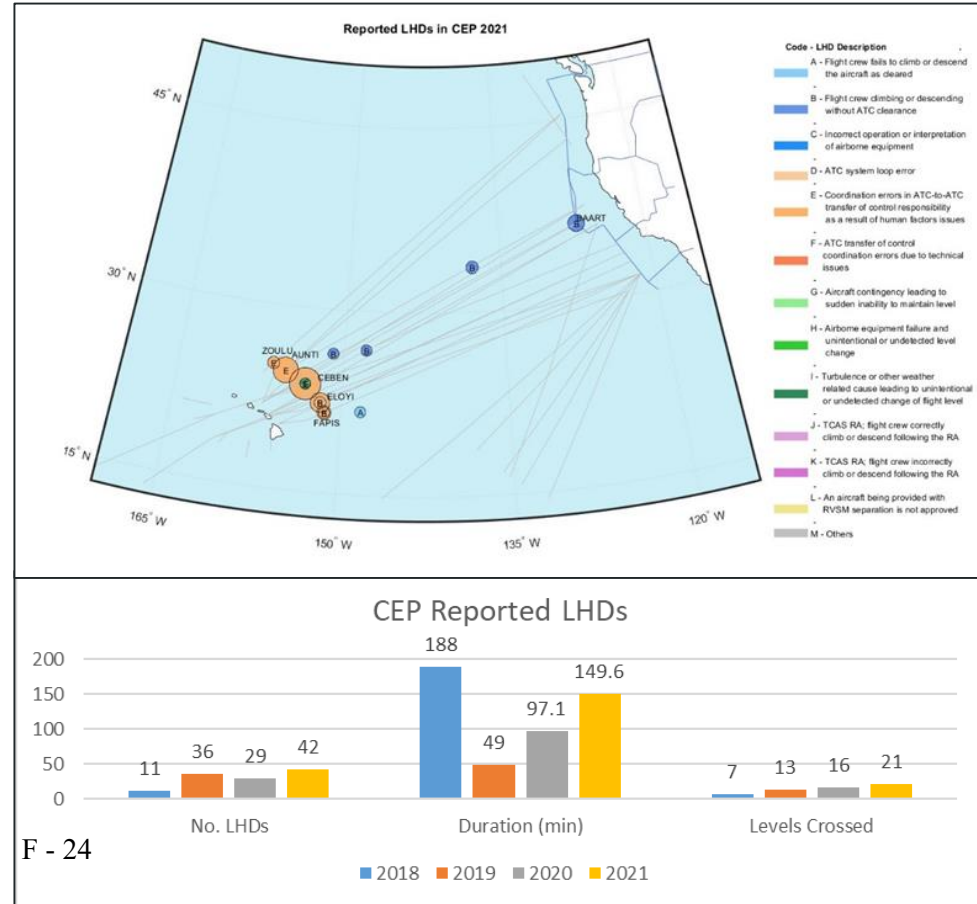 Reported LHDs in CEP 2021
45° N
30° N
15° N
165° W
150° W
135° W
120° W
BAART
B
B
B
B
ZOULU
AUNTI
E
E
CEBEN
ELOYI
B
B
FAPIS
A
Code - LHD Description
A - Flight crew fails to climb or descend
the aircraft as cleared
B - Flight crew climbing or descending
without ATC clearance
C - Incorrect operation or interpretation
of airborne equipment
D - ATC system loop error
E - Coordination errors in ATC-to-ATC
transfer of control responsibility
as a result of human factors issues
F - ATC transfer of control
coordination errors due to technical
issues
G - Aircraft contingency leading to
sudden inability to maintain level
H - Airborne equipment failure and
unintentional or undetected level
change
I - Turbulence or other weather
related cause leading to unintentional
or undetected change of flight level
J - TCAS RA; flight crew correctly
climb or descend following the RA
K - TCAS RA; flight crew incorrectly
climb or descend following the RA
L - An aircraft being provided with
RVSM separation is not approved
M - Others
CEP Reported LHDs
200
150
100
50
0
11
36
29
42
188
49
97.1
149.6
7
13
16
21
No. LHDs
Duration (min)
Levels Crossed
F - 24
2018
2019
2020
2021